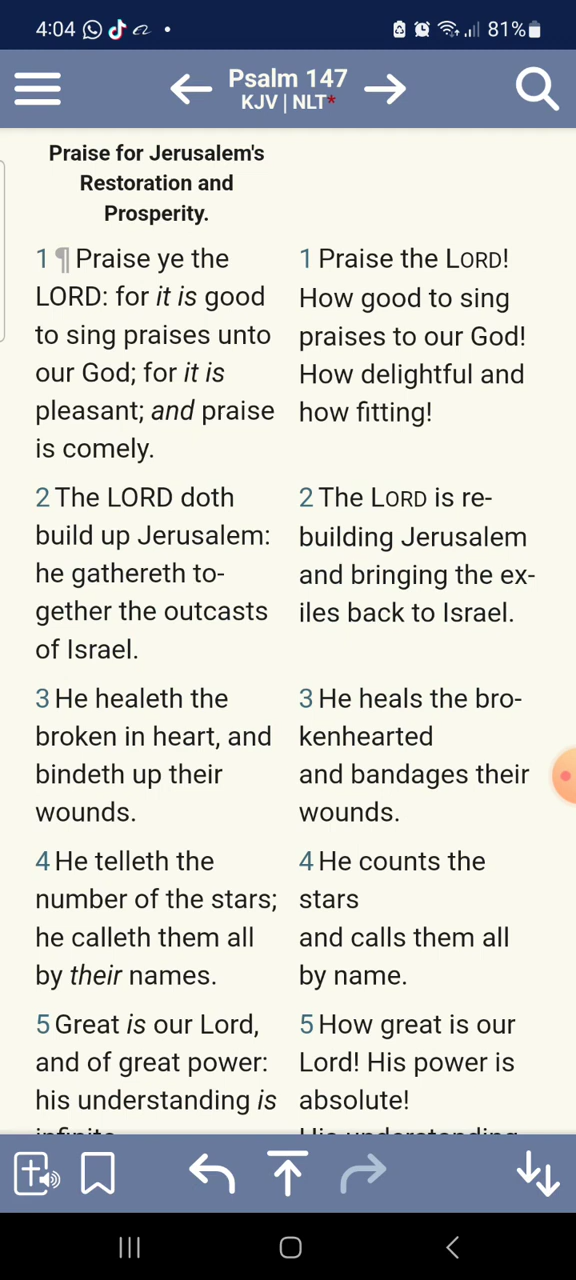 4:04
81%
Psalm 147
KJV | NLT*
Praise for Jerusalem's
Restoration and
Prosperity.
1 ¶ Praise ye the
LORD: for it is good
to sing praises unto
our God; for it is
pleasant; and praise
is comely.
2 The LORD doth
build up Jerusalem:
he gathereth to-
gether the outcasts
of Israel.
3 He healeth the
broken in heart, and
bindeth up their
wounds.
4 He telleth the
number of the stars;
he calleth them all
by their names.
5 Great is our Lord,
and of great power:
his understanding is
infinite
1 Praise the LORD!
How good to sing
praises to our God!
How delightful and
how fitting!
2 The LORD is re-
building Jerusalem
and bringing the ex-
iles back to Israel.
3 He heals the bro-
kenhearted
and bandages their
wounds.
4 He counts the
stars
and calls them all
by name.
5 How great is our
Lord! His power is
absolute!
His understanding